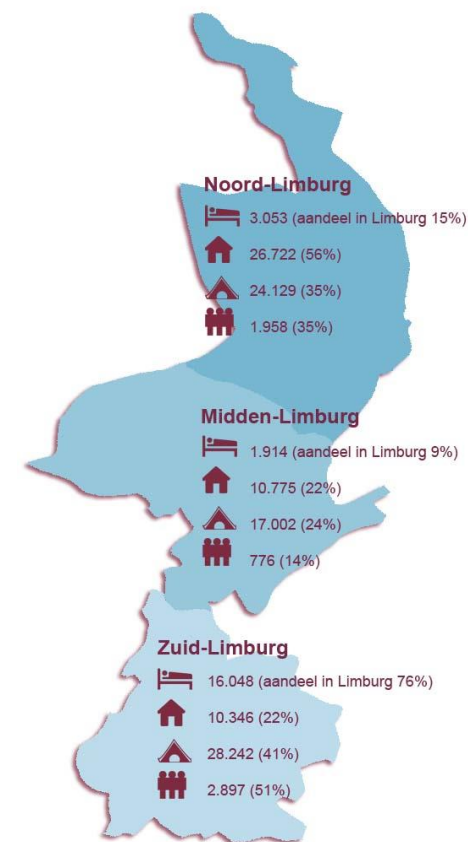 Noord-Limburg
3.053 (aandeel in Limburg 15%)
26.722 (56%)
24.129 (35%)
1.958 (35%)
Midden-Limburg
1.914 (aandeel in Limburg 9%)
10.775 (22%)
17.002 (24%)
776 (14%)
Zuid-Limburg
16.048 (aandeel in Limburg 76%)
10.346 (22%)
28.242 (41%)
2.897 (51%)